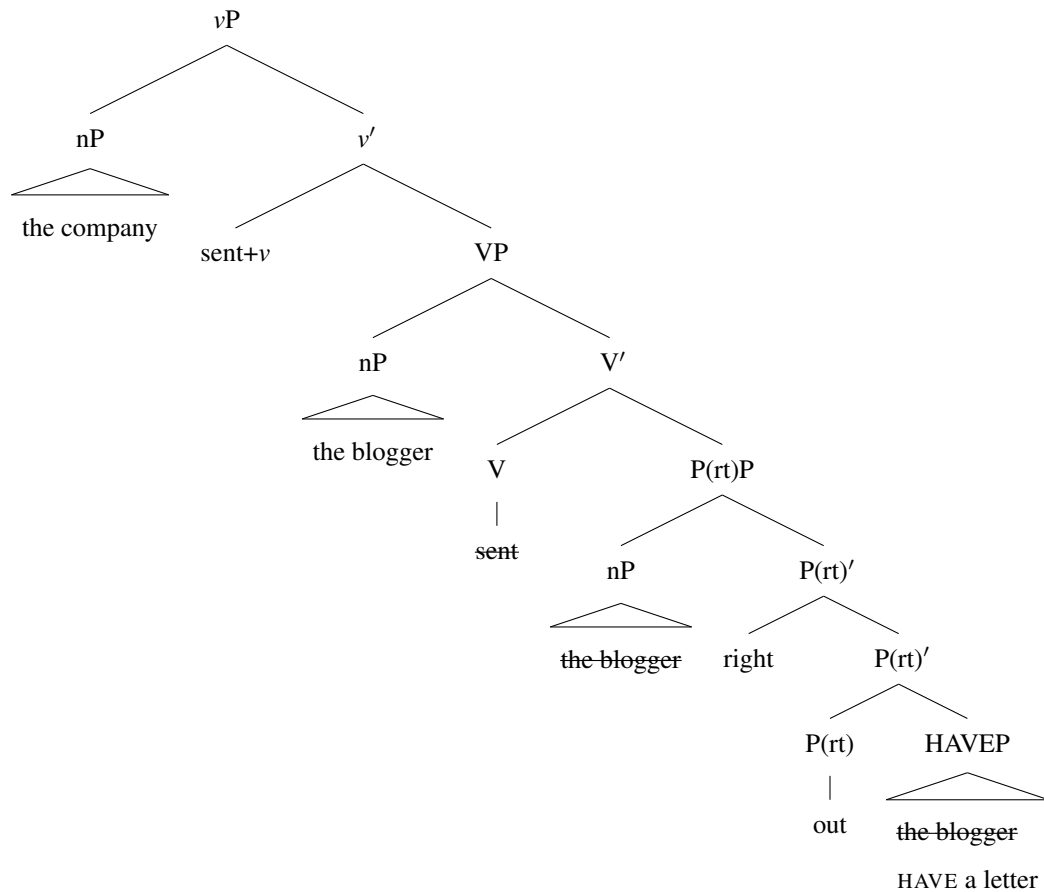 vP
nP v′
the company
sent+v VP
nP V′
the blogger
V P(rt)P
sent
nP P(rt)′
the blogger right P(rt)′
P(rt) HAVEP
out the blogger
HAVE a letter